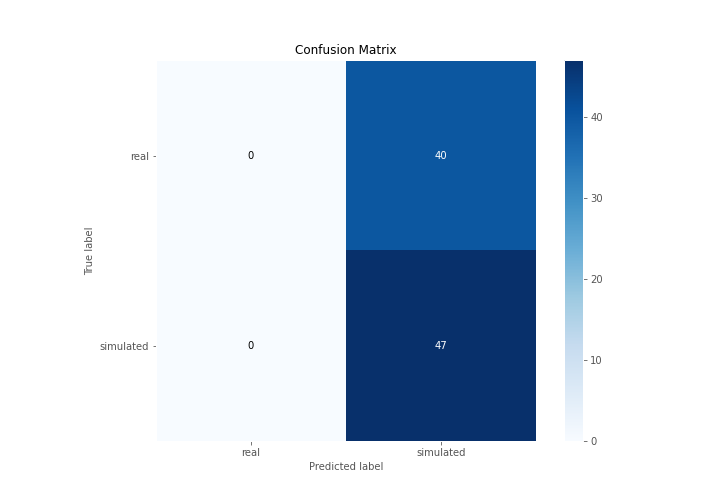 Confusion Matrix
True label
real
0
40
simulated
0
47
real
simulated
Predicted label
40
30
20
10
0